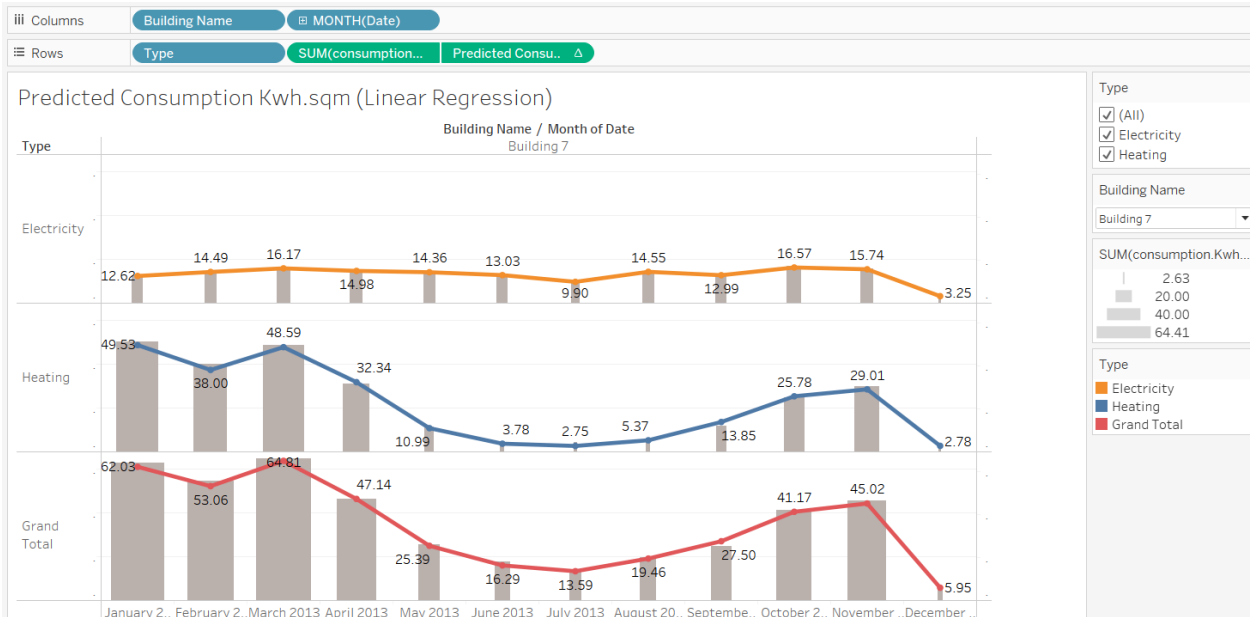 Columns Building Name MONTH(Date)
Rows Type SUM(consumption... Predicted Consu.. Δ
Predicted Consumption Kwh.sqm (Linear Regression)
Building Name / Month of Date
Type Building 7
Electricity
12.62 14.49 16.17 14.98 14.36 13.03 9.90 14.55 12.99 16.57 15.74 3.25
Heating
49.53 38.00 48.59 32.34 10.99 3.78 2.75 5.37 13.85 25.78 29.01 2.78
Grand
Total
62.03 53.06 64.81 47.14 25.39 16.29 13.59 19.46 27.50 41.17 45.02 5.95
January 2.. February 2.. March 2013 April 2013 May 2013 June 2013 July 2013 August 20.. Septembe.. October 2.. November .. December ..
Type
(All)
Electricity
Heating
Building Name
Building 7
SUM(consumption.Kwh...
2.63
20.00
40.00
64.41
Type
Electricity
Heating
Grand Total